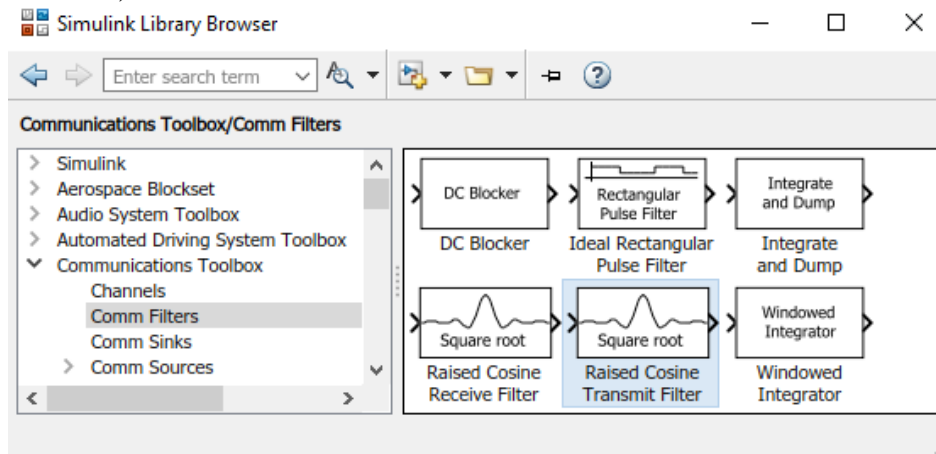 Simulink Library Browser
Enter search term
Communications Toolbox/Comm Filters
Simulink
Aerospace Blockset
Audio System Toolbox
Automated Driving System Toolbox
Communications Toolbox
Channels
Comm Filters
Comm Sinks
Comm Sources
DC Blocker
DC Blocker
Rectangular
Pulse Filter
Ideal Rectangular
Pulse Filter
Integrate
and Dump
Integrate
and Dump
Square root
Raised Cosine
Receive Filter
Square root
Raised Cosine
Transmit Filter
Windowed
Integrator
Windowed
Integrator